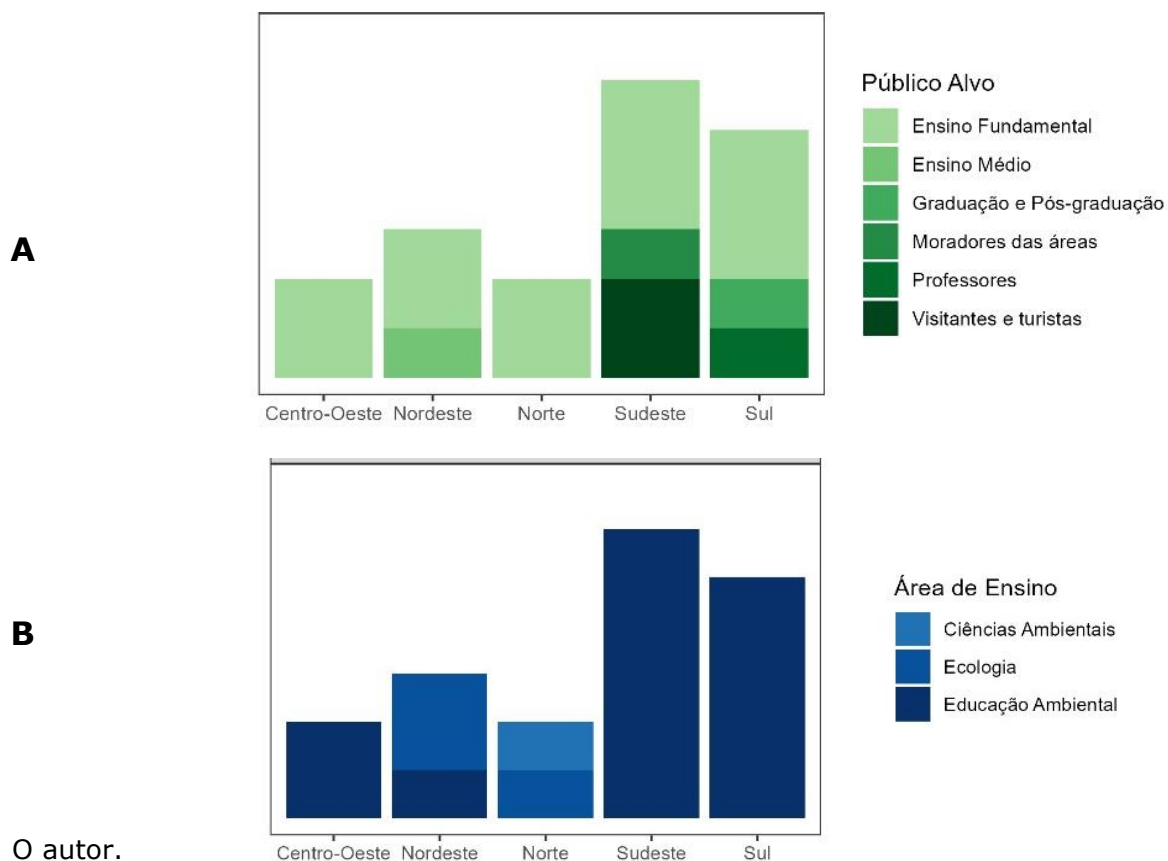 A
Público Alvo
Ensino Fundamental
Ensino Médio
Graduação e Pós-graduação
Moradores das áreas
Professores
Visitantes e turistas
Centro-Oeste Nordeste Norte Sudeste Sul
B
Área de Ensino
Ciências Ambientais
Ecologia
Educação Ambiental
Centro-Oeste Nordeste Norte Sudeste Sul
O autor.